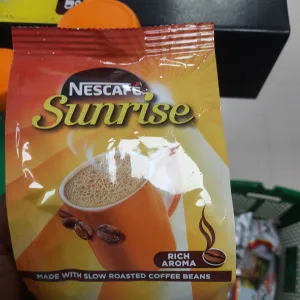 NESCAFÉ
Sunrise
RICH
AROMA
MADE WITH SLOW ROASTED COFFEE BEANS